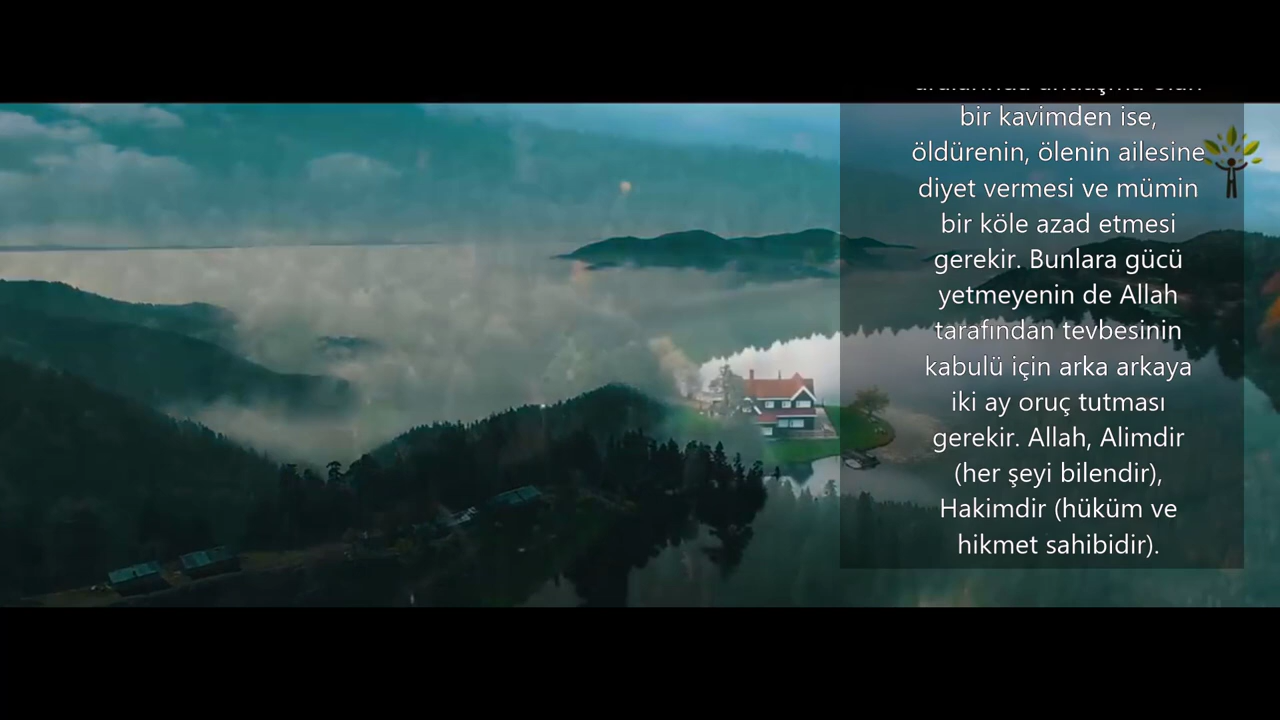 bir kavimden ise,
öldürenin, ölenin ailesine
diyet vermesi ve mümin
bir köle azad etmesi
gerekir. Bunlara gücü
yetmeyenin de Allah
tarafından tevbesinin
kabulü için arka arkaya
iki ay oruç tutması
gerekir. Allah, Alimdir
(her şeyi bilendir),
Hakimdir (hüküm ve
hikmet sahibidir).